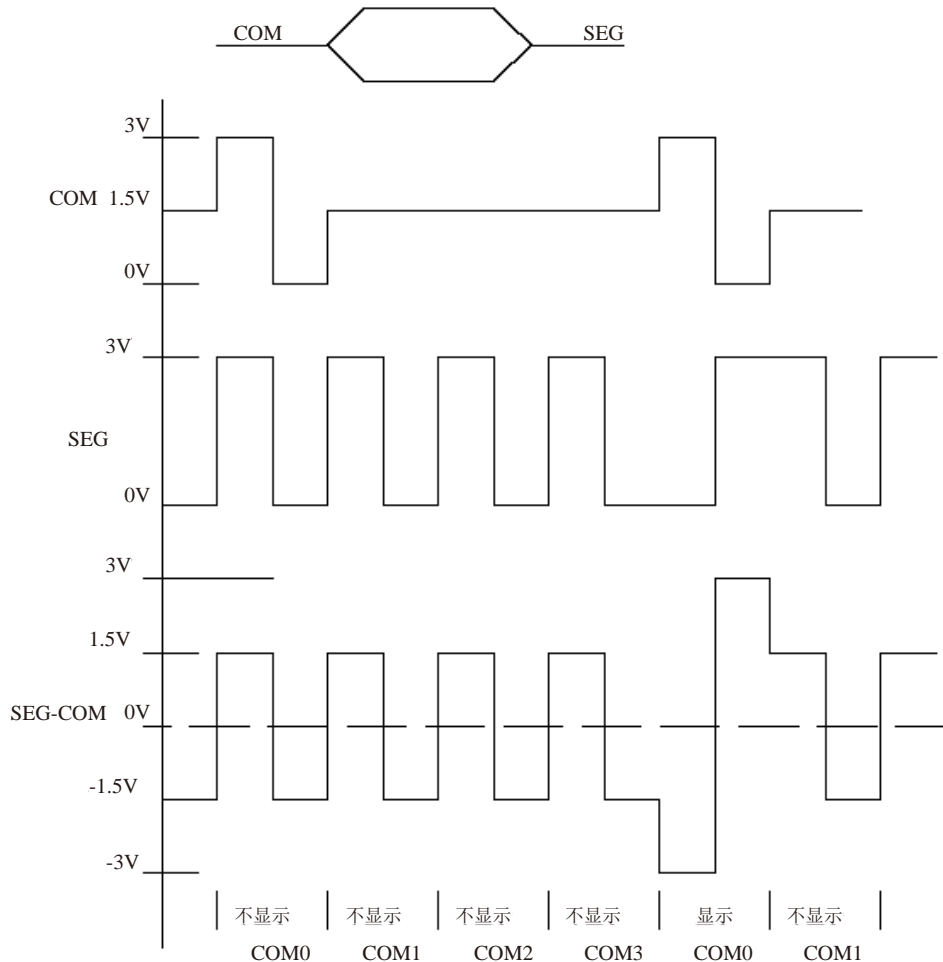 COM SEG
3V
COM 1.5V
0V
3V
SEG
0V
3V
1.5V
SEG-COM 0V
-1.5V
-3V
不显示 不显示 不显示 不显示 显示 不显示
COM0 COM1 COM2 COM3 COM0 COM1